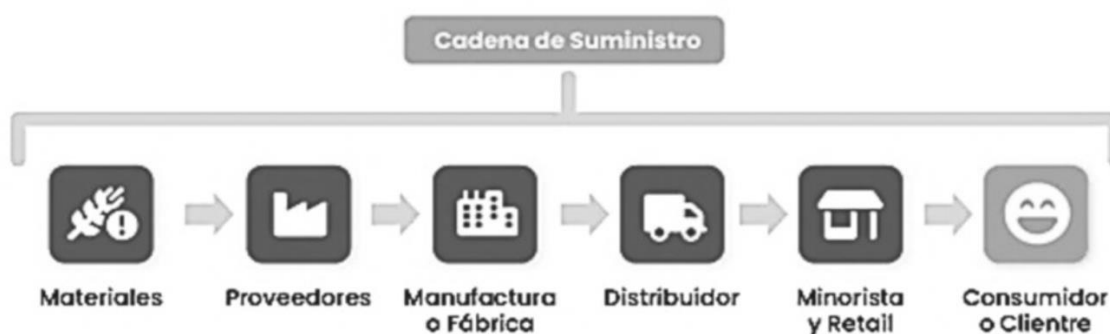 Cadena de Suministro
Materiales
Proveedores
Manufactura
o Fábrica
Distribuidor
Minorista
y Retail
Consumidor
o Clientre